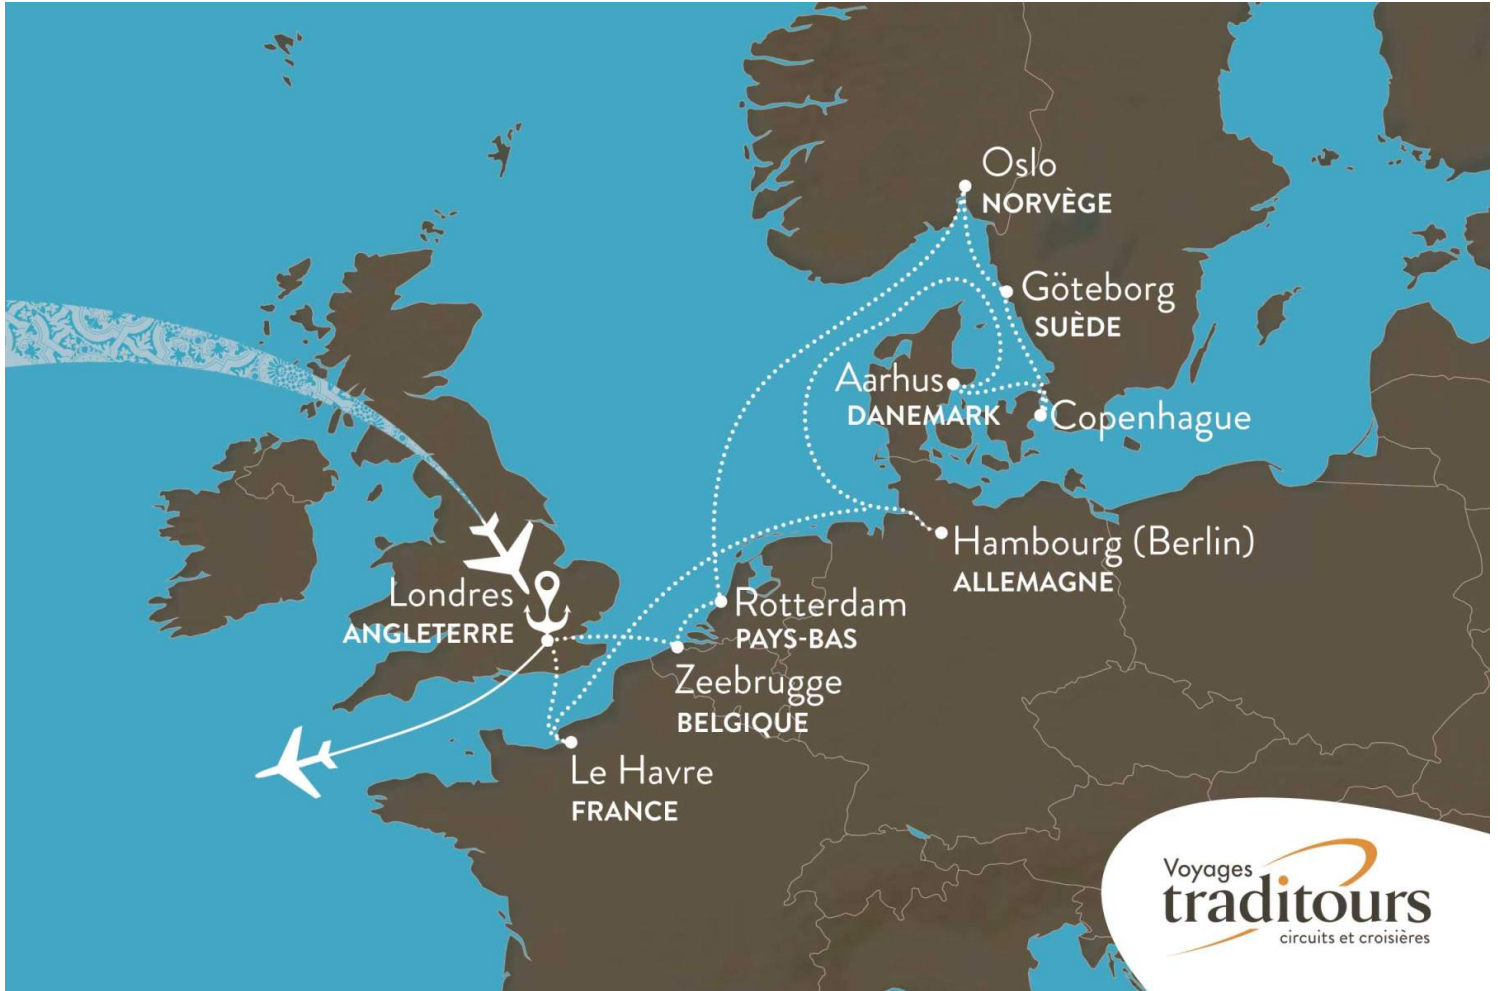 Oslo
NORVÈGE
Göteborg
SUÈDE
Aarhus
DANEMARK
Copenhague
Hambourg (Berlin)
ALLEMAGNE
Londres
ANGLETERRE
Rotterdam
PAYS-BAS
Zeebrugge
BELGIQUE
Le Havre
FRANCE
Voyages
traditours
circuits et croisières